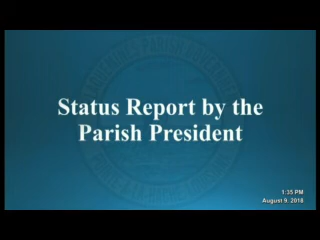 Status Report by the
Parish President
1:35 PM
August 9, 2018